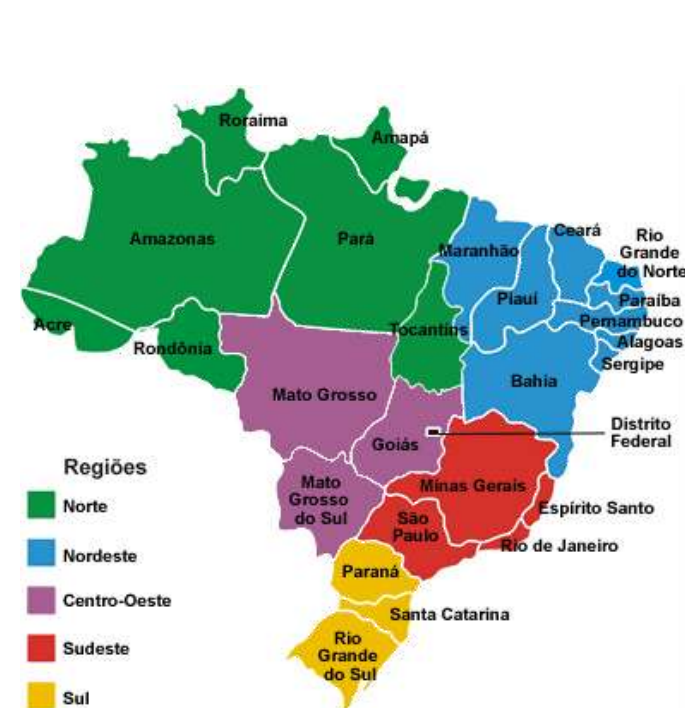 Roraima
Amapá
Amazonas
Pará
Maranhão
Ceará
Rio
Grande
do Norte
Piauí
Paraíba
Pernambuco
Alagoas
Sergipe
Acre
Rondônia
Tocantins
Bahia
Mato Grosso
Goiás
Distrito
Federal
Mato
Grosso
do Sul
Minas Gerais
Espírito Santo
São
Paulo
Rio de Janeiro
Paraná
Santa Catarina
Rio
Grande
do Sul
Regiões
Norte
Nordeste
Centro-Oeste
Sudeste
Sul